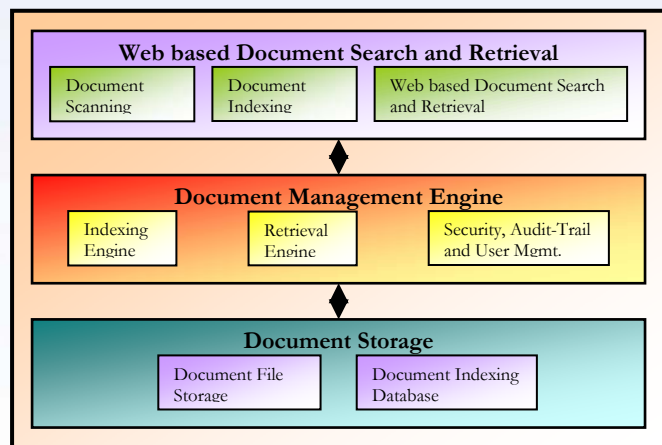 Web based Document Search and Retrieval
Document
Scanning
Document
Indexing
Web based Document Search
and Retrieval
Document Management Engine
Indexing
Engine
Retrieval
Engine
Security, Audit-Trail
and User Mgmt.
Document Storage
Document File
Storage
Document Indexing
Database